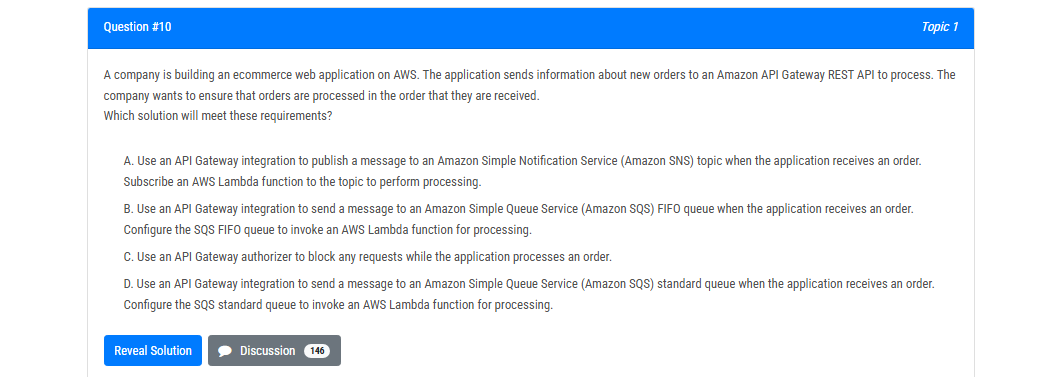 Question #10
Topic 1
A company is building an ecommerce web application on AWS. The application sends information about new orders to an Amazon API Gateway REST API to process. The
company wants to ensure that orders are processed in the order that they are received.
Which solution will meet these requirements?
A. Use an API Gateway integration to publish a message to an Amazon Simple Notification Service (Amazon SNS) topic when the application receives an order.
Subscribe an AWS Lambda function to the topic to perform processing.
B. Use an API Gateway integration to send a message to an Amazon Simple Queue Service (Amazon SQS) FIFO queue when the application receives an order.
Configure the SQS FIFO queue to invoke an AWS Lambda function for processing.
C. Use an API Gateway authorizer to block any requests while the application processes an order.
D. Use an API Gateway integration to send a message to an Amazon Simple Queue Service (Amazon SQS) standard queue when the application receives an order.
Configure the SQS standard queue to invoke an AWS Lambda function for processing.
Reveal Solution
Discussion 146